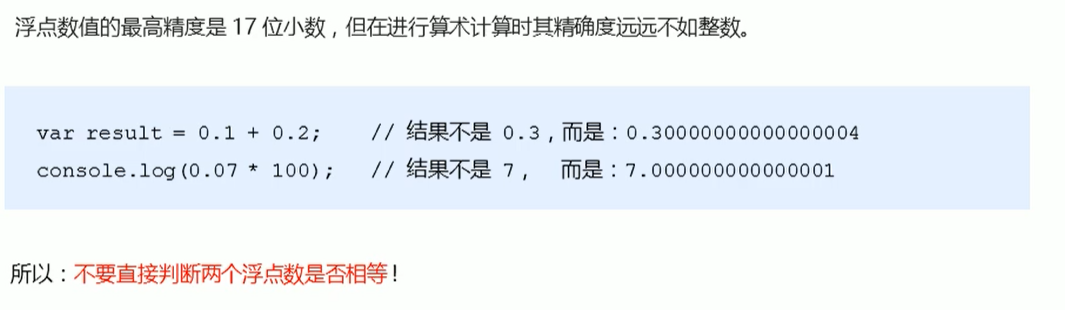 浮点数值的最高精度是 17 位小数，但在进行算术计算时其精确度远远不如整数。
var result = 0.1 + 0.2;    // 结果不是 0.3，而是：0.30000000000000004
console.log(0.07 * 100);   // 结果不是 7，  而是：7.000000000000001
所以：不要直接判断两个浮点数是否相等！